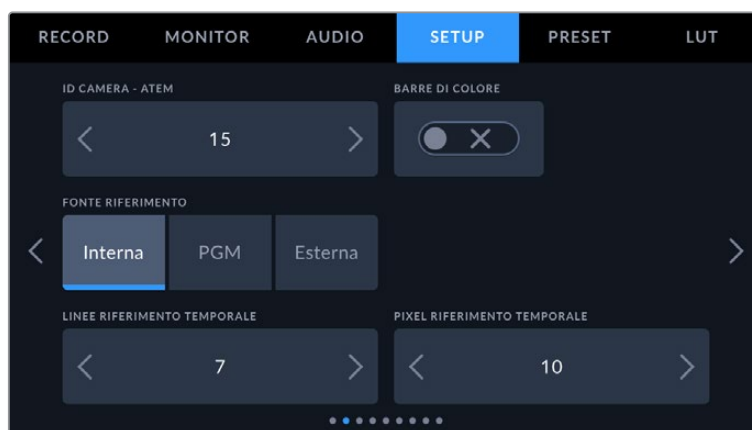 RECORD MONITOR AUDIO SETUP PRESET LUT
ID CAMERA - ATEM BARRE DI COLORE
15
FONTE RIFERIMENTO
Interna PGM Esterna
LINEE RIFERIMENTO TEMPORALE PIXEL RIFERIMENTO TEMPORALE
7 10